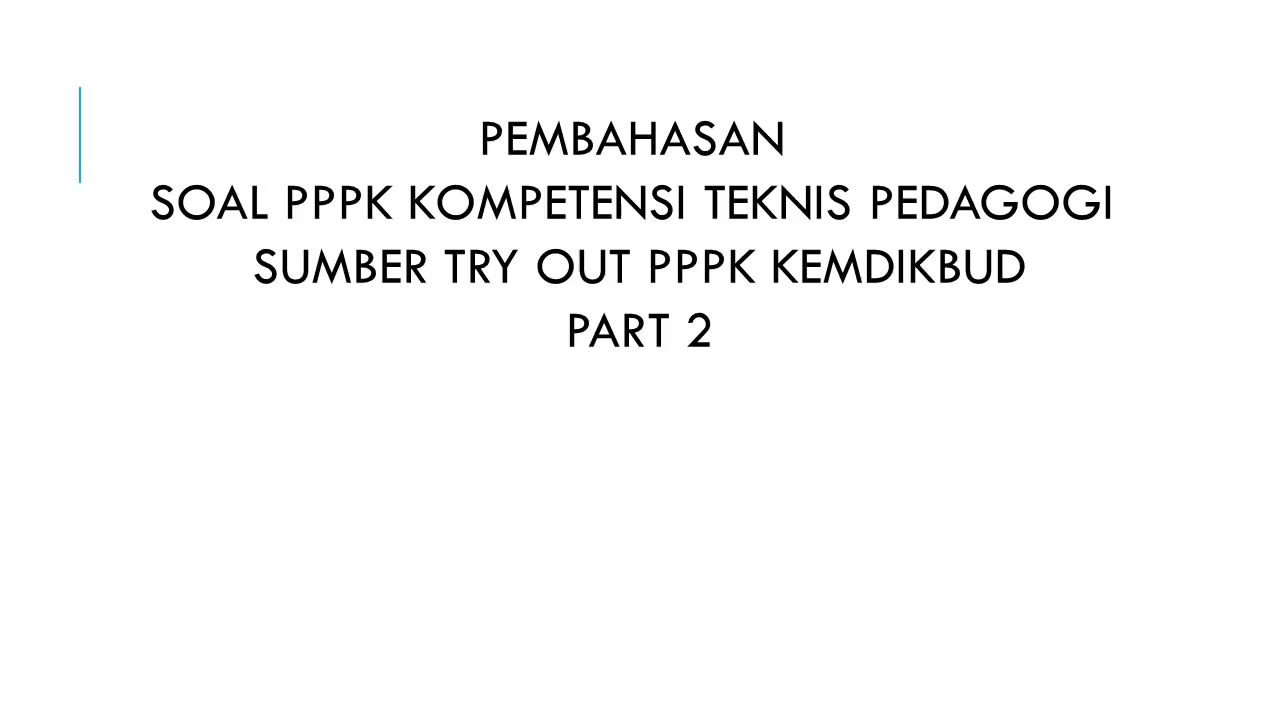 PEMBAHASAN
SOAL PPPK KOMPETENSI TEKNIS PEDAGOGI
SUMBER TRY OUT PPPK KEMDIKBUD
PART 2